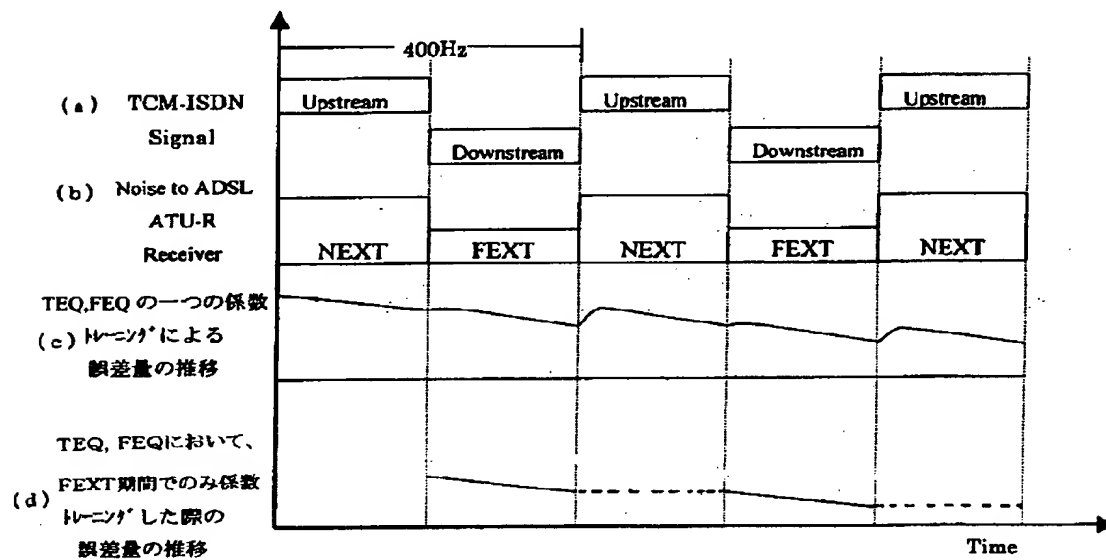 400Hz
(a) TCM-ISDN
Signal
Upstream
Upstream
Upstream
Downstream
Downstream
(b) Noise to ADSL
ATU-R
Receiver
NEXT
FEXT
NEXT
FEXT
NEXT
TEQ,FEQ の一つの係数
(c) ﾄﾚｰﾆﾝｸﾞによる
誤差量の推移
TEQ, FEQにおいて、
(d) FEXT期間でのみ係数
ﾄﾚｰﾆﾝｸﾞした際の
誤差量の推移
Time